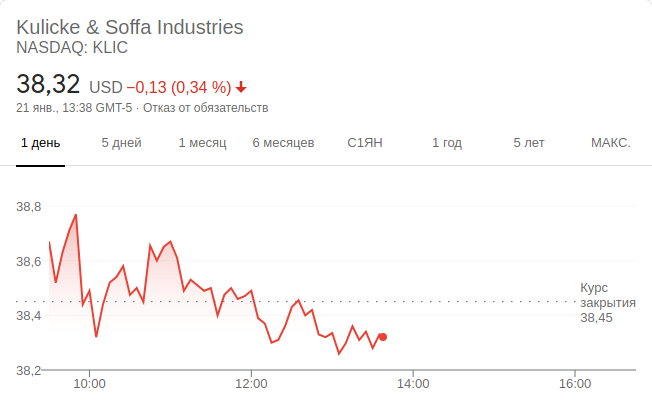 Kulicke & Soffa Industries
NASDAQ: KLIC
38,32 USD −0,13 (0,34 %)
21 янв., 13:38 GMT-5 · Отказ от обязательств
1 день 5 дней 1 месяц 6 месяцев С1ЯН 1 год 5 лет МАКС.
38,8
38,6
Курс
закрытия
38,45
38,4
38,2
10:00 12:00 14:00 16:00